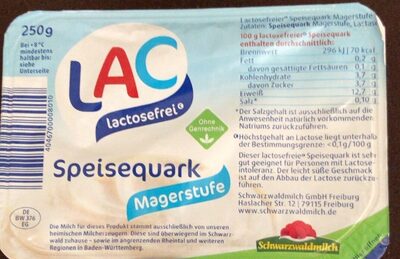 250g
Bei +8°C
mindestens
haltbar bis:
siehe
Unterseite
LAC
lactosefrei
Ohne
Gentechnik
Speisequark
Magerstufe
DE
BW 376
EG
Die Milch für dieses Produkt stammt ausschließlich von unseren
heimischen Milcherzeugern. Diese sind überwiegend im Schwarz-
wald zuhause - sowie im angrenzenden Rheintal und weiteren
Regionen in Baden-Württemberg.
Lactosefreier Speisequark Magerstufe
Zutaten: Speisequark Magerstufe, Lactase
100 g lactosefreier Speisequark
enthalten durchschnittlich:
Brennwert 296 kJ | 70 kcal
Fett 0,2 g
davon gesättigte Fettsäuren 0,1 g
Kohlenhydrate 3,7 g
davon Zucker 3,7 g
Eiweiß 12,7 g
Salz* 0,10 g
*Der Salzgehalt ist ausschließlich auf die
Anwesenheit natürlich vorkommenden
Natriums zurückzuführen.
Höchstgehalt an Lactose liegt unterhalb
der Bestimmungsgrenze: <0,1g/100 g
Dieser lactosefreie Speisequark ist sehr
gut geeignet für Personen mit Lactose-
intoleranz. Der leicht süße Geschmack
ist auf den Abbau der Lactose zurückzu-
führen.
Schwarzwaldmilch GmbH Freiburg
Haslacher Str. 12 | 79115 Freiburg
www.schwarzwaldmilch.de
Schwarzwaldmilch